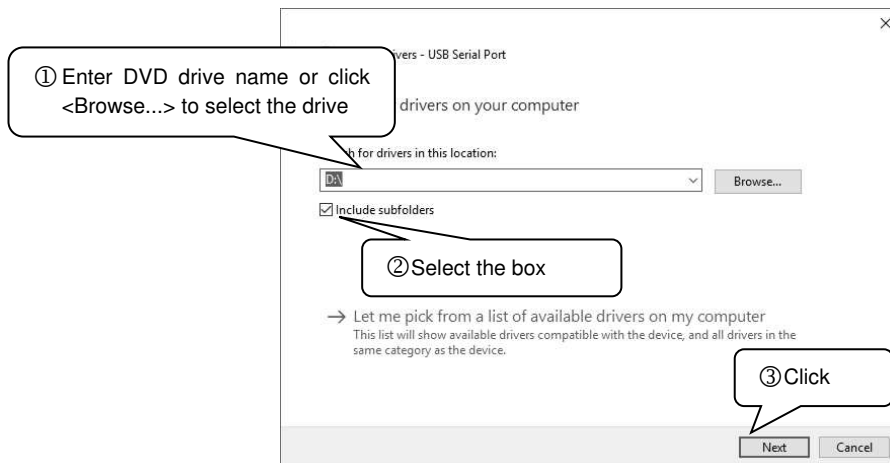 ivers - USB Serial Port
① Enter DVD drive name or click
<Browse...> to select the drive
drivers on your computer
h for drivers in this location:
D:\
Browse...
Include subfolders
②Select the box
→ Let me pick from a list of available drivers on my computer
This list will show available drivers compatible with the device, and all drivers in the
same category as the device.
③Click
Next
Cancel